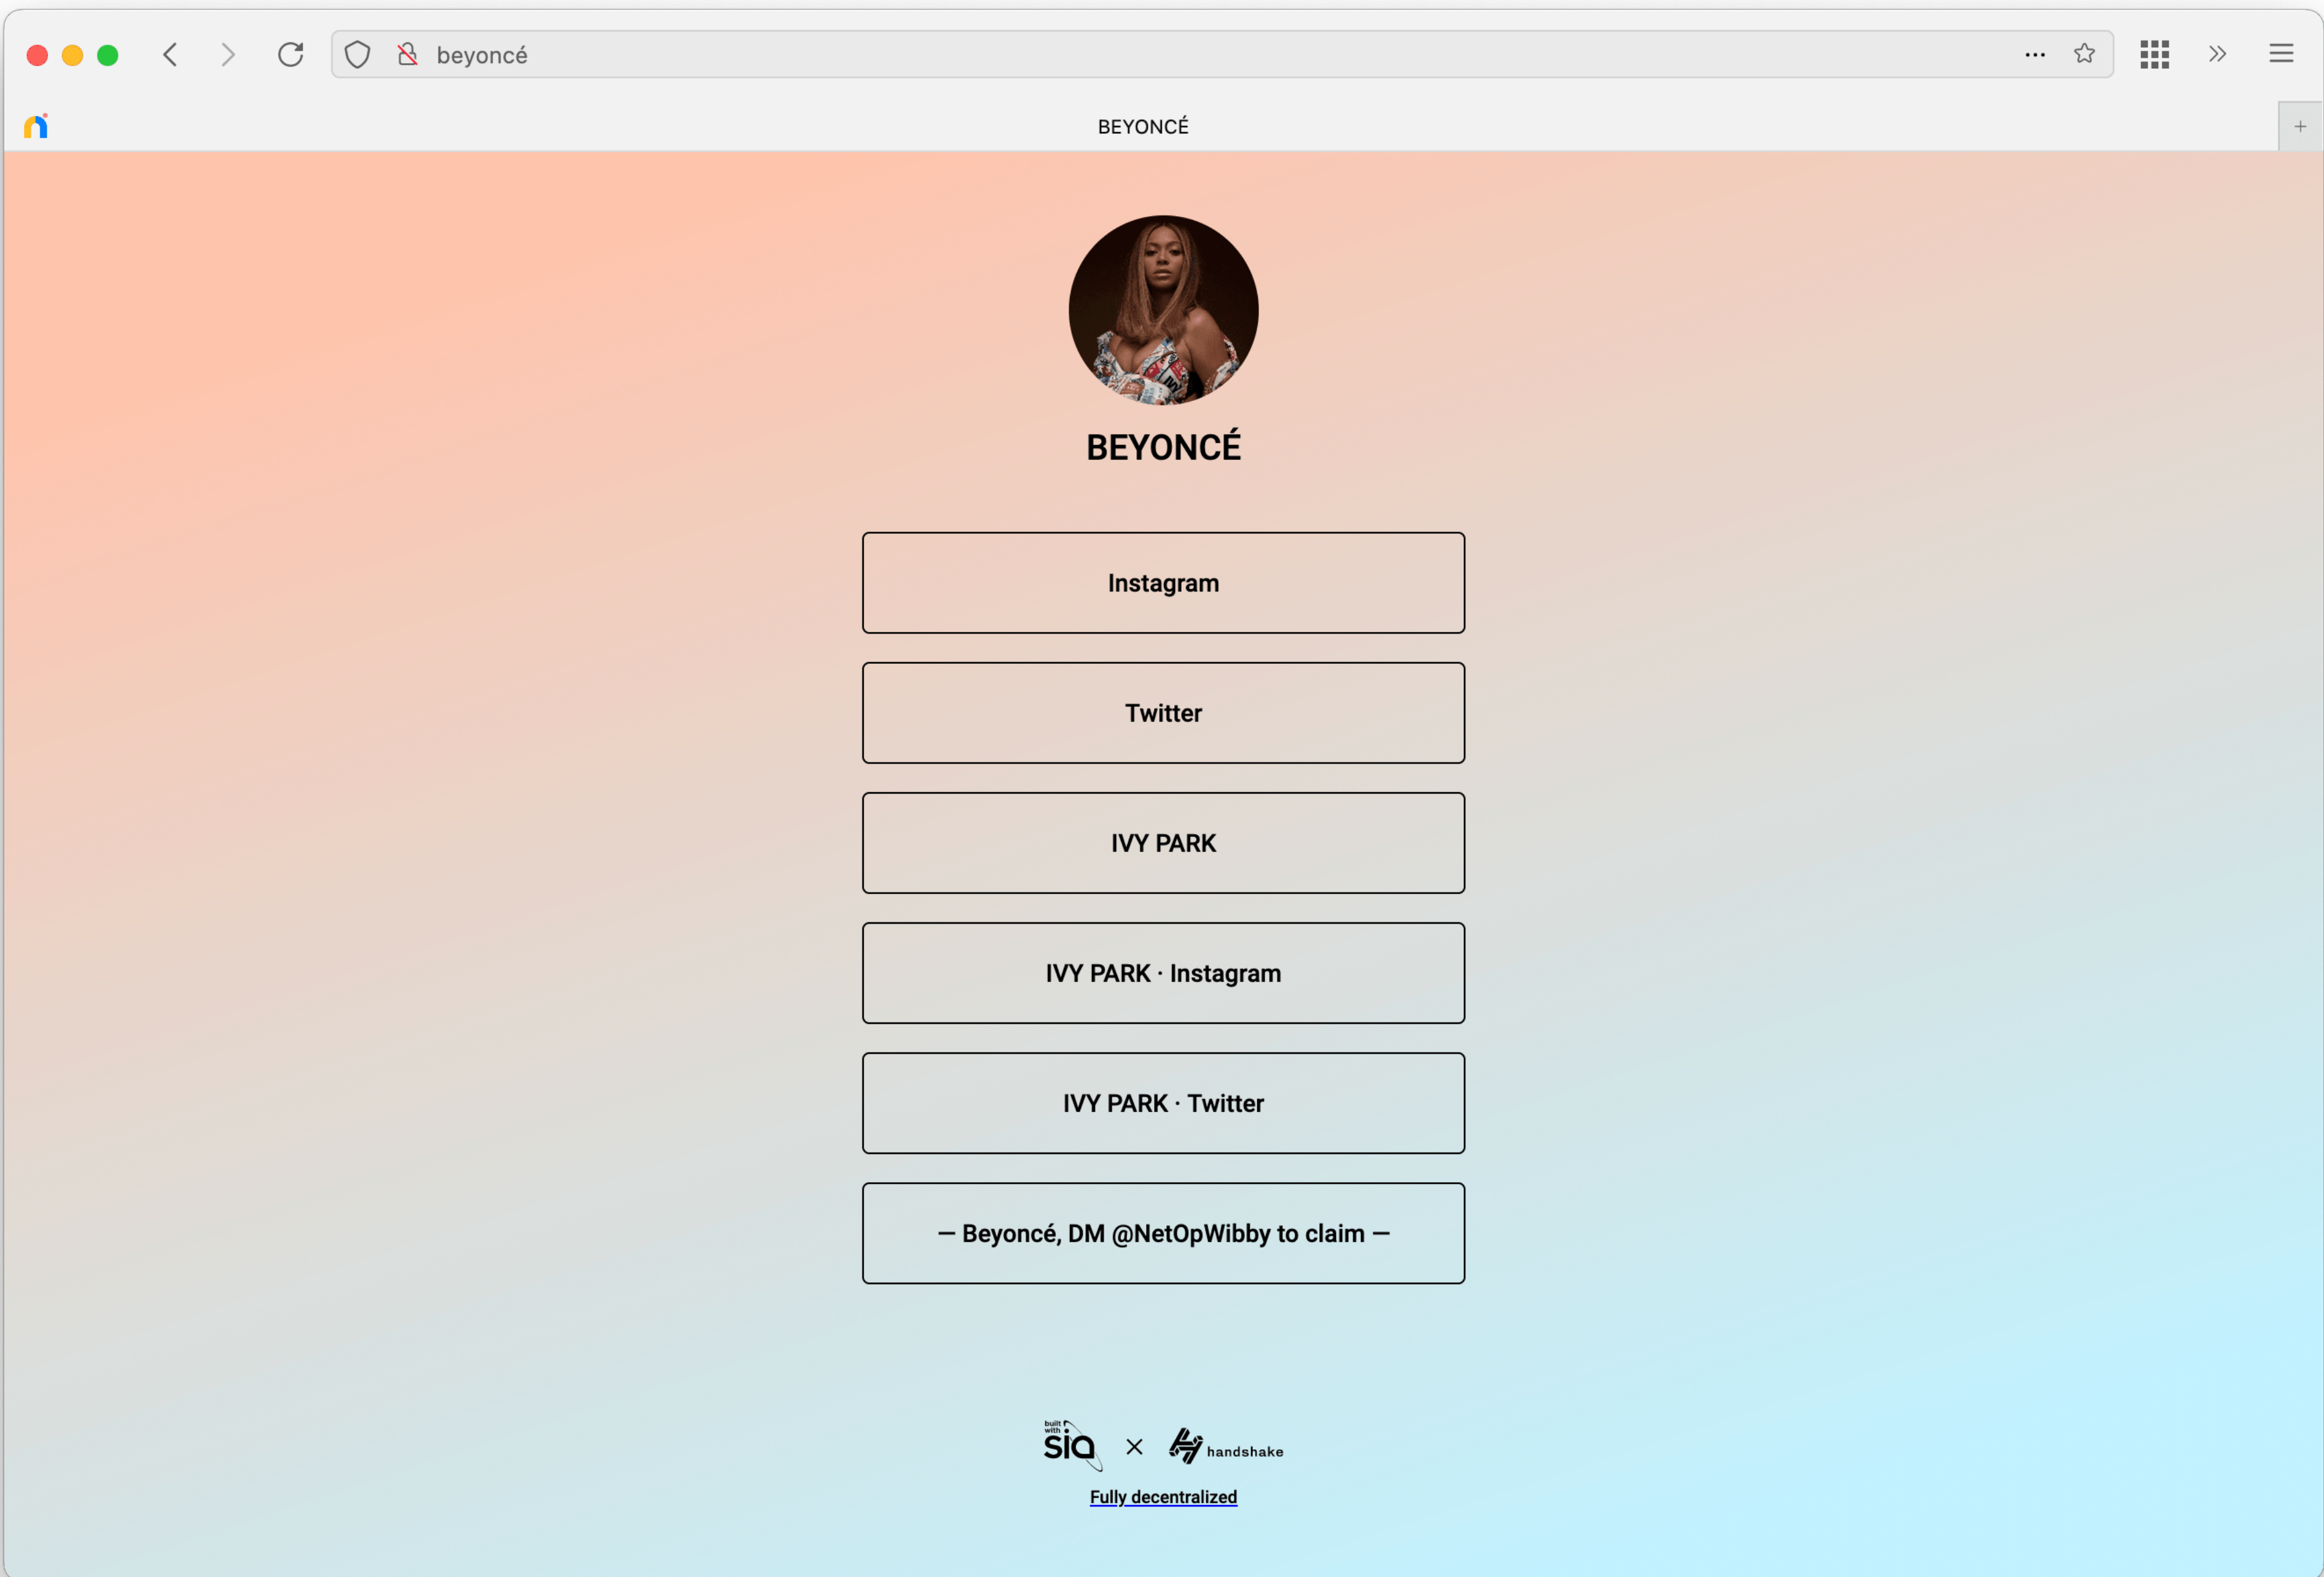 beyoncé
BEYONCÉ
BEYONCÉ
Instagram
Twitter
IVY PARK
IVY PARK · Instagram
IVY PARK · Twitter
— Beyoncé, DM @NetOpWibby to claim —
built
with
sia
handshake
Fully decentralized